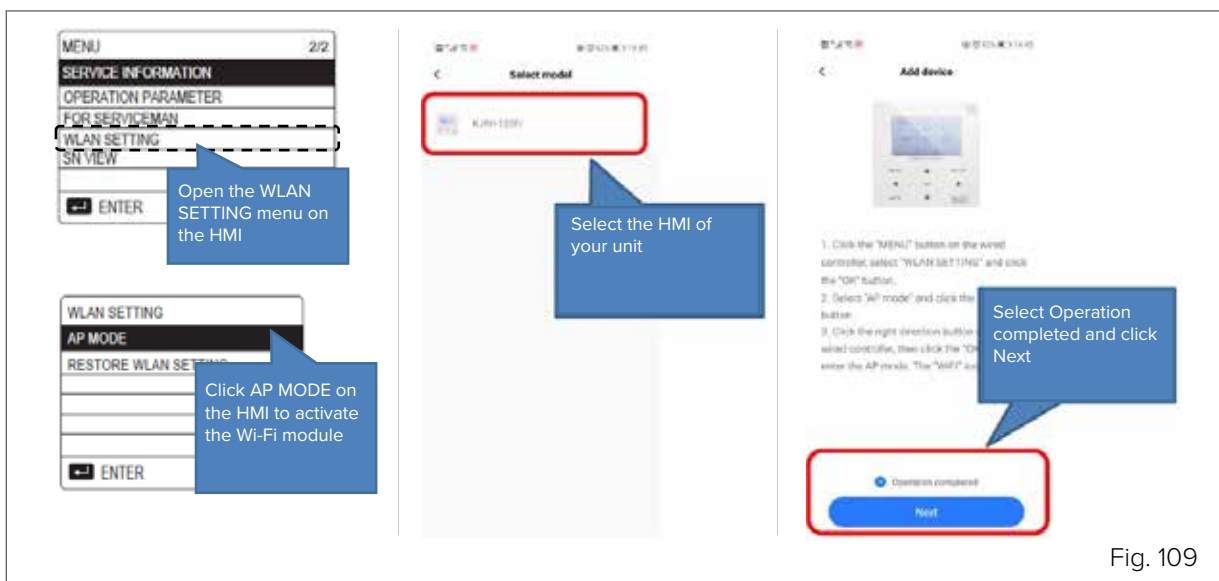 MENU 2/2
SERVICE INFORMATION
OPERATION PARAMETER
FOR SERVICEMAN
WLAN SETTING
SN VIEW
ENTER
Open the WLAN
SETTING menu on
the HMI
WLAN SETTING
AP MODE
RESTORE WLAN SET
ENTER
Click AP MODE on
the HMI to activate
the Wi-Fi module
Select model
Select the HMI of
your unit
Add device
1. Click the "MENU" button on the wired
controller, select "WLAN SETTING" and click
the "OK" button.
2. Select "AP mode" and click the
button
3. Click the right direction button
wired controller, then click the
enter the AP mode. The "WIFI"
Select Operation
completed and click
Next
Operation completed
Next
Fig. 109